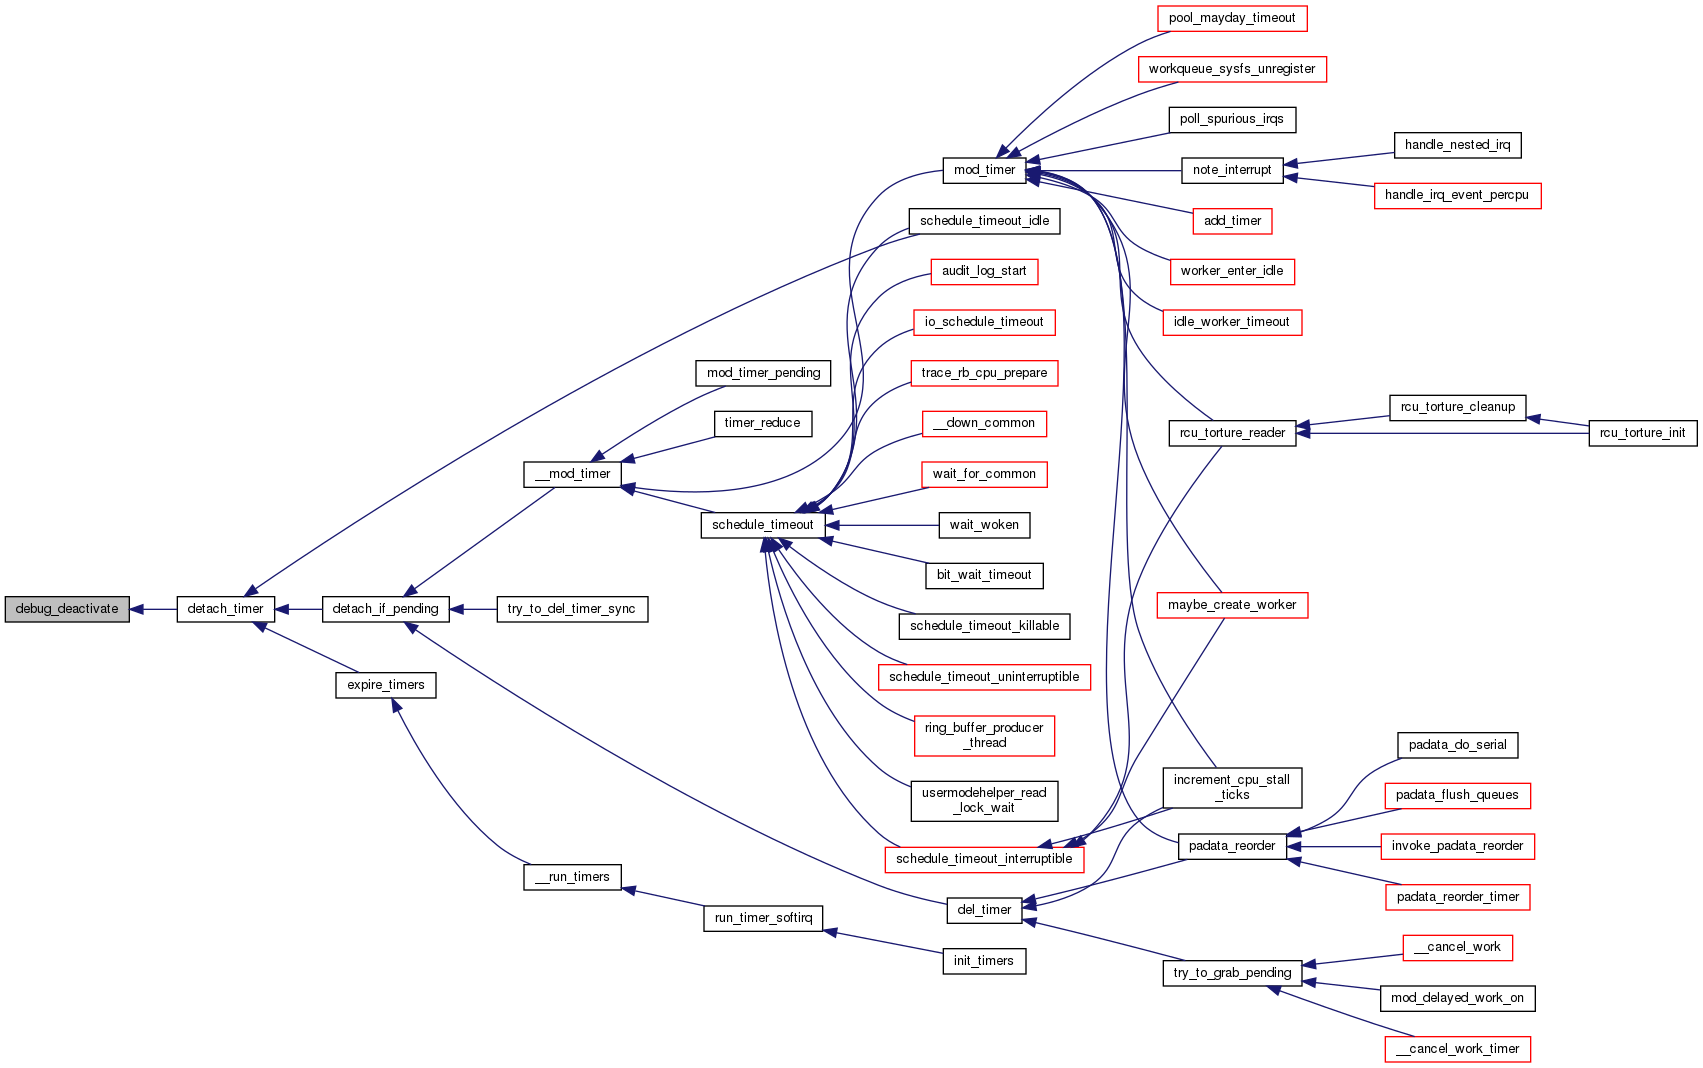 pool_mayday_timeout
workqueue_sysfs_unregister
poll_spurious_irqs
handle_nested_irq
mod_timer
note_interrupt
handle_irq_event_percpu
schedule_timeout_idle
add_timer
audit_log_start
worker_enter_idle
io_schedule_timeout
idle_worker_timeout
mod_timer_pending
trace_rb_cpu_prepare
rcu_torture_cleanup
timer_reduce
__down_common
rcu_torture_reader
rcu_torture_init
__mod_timer
wait_for_common
schedule_timeout
wait_woken
bit_wait_timeout
debug_deactivate
detach_timer
detach_if_pending
try_to_del_timer_sync
maybe_create_worker
schedule_timeout_killable
expire_timers
schedule_timeout_uninterruptible
ring_buffer_producer
_thread
padata_do_serial
usermodehelper_read
_lock_wait
increment_cpu_stall
_ticks
padata_flush_queues
schedule_timeout_interruptible
padata_reorder
invoke_padata_reorder
__run_timers
padata_reorder_timer
run_timer_softirq
del_timer
__cancel_work
init_timers
try_to_grab_pending
mod_delayed_work_on
__cancel_work_timer